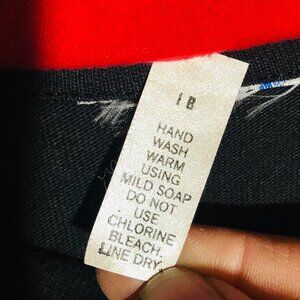 I B
HAND
WASH
WARM
USING
MILD SOAP
DO NOT
USE
CHLORINE
BLEACH.
LINE DRY